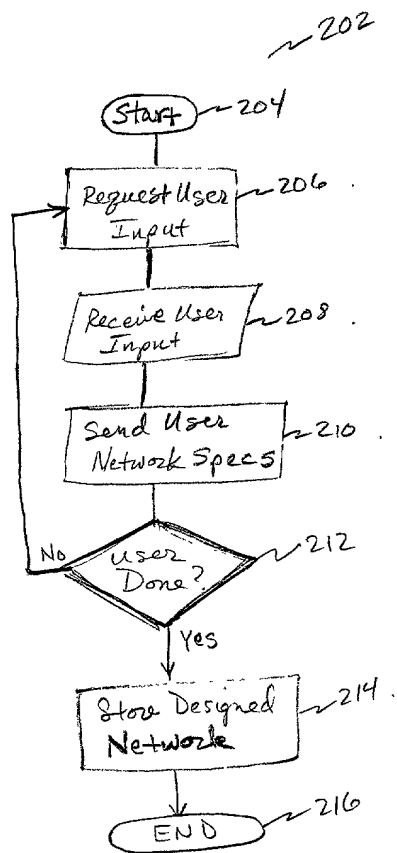 202
Start
204
Request User
Input
206
Receive User
Input
208
Send User
Network Specs
210
No
User
Done?
212
Yes
Store Designed
Network
214
END
216